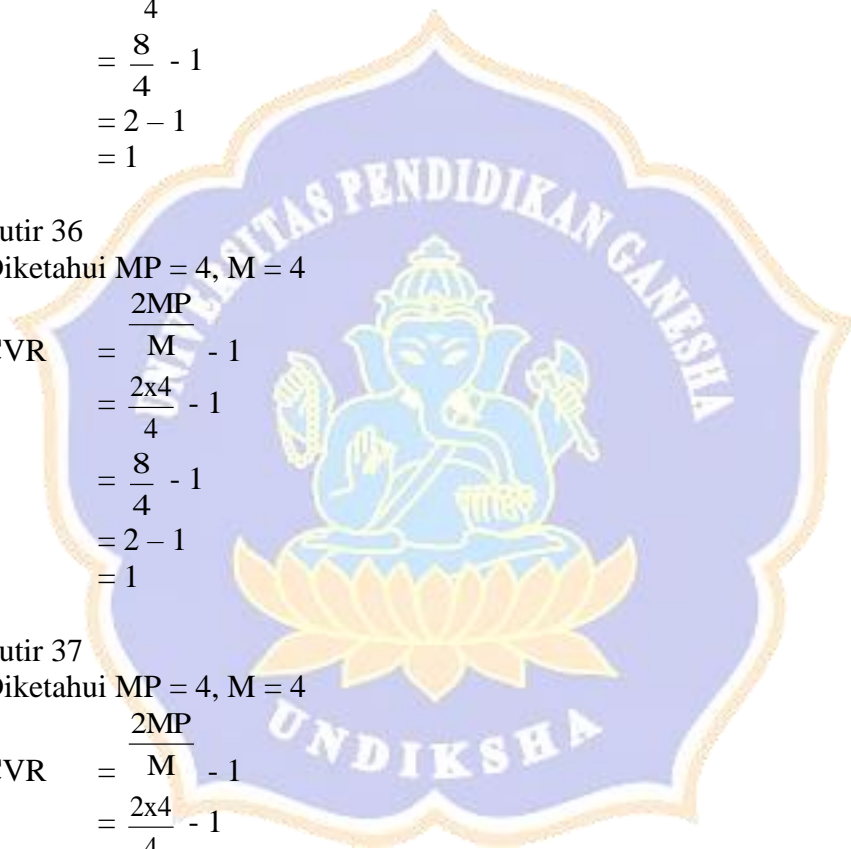 4
= 8/4 - 1
= 2 – 1
= 1
utir 36
Diketahui MP = 4, M = 4
CVR = 2MP/M - 1
= 2x4/4 - 1
= 8/4 - 1
= 2 – 1
= 1
utir 37
Diketahui MP = 4, M = 4
CVR = 2MP/M - 1
= 2x4/4 - 1
UNIVERSITAS PENDIDIKAN GANESHA
UNDIKSHA